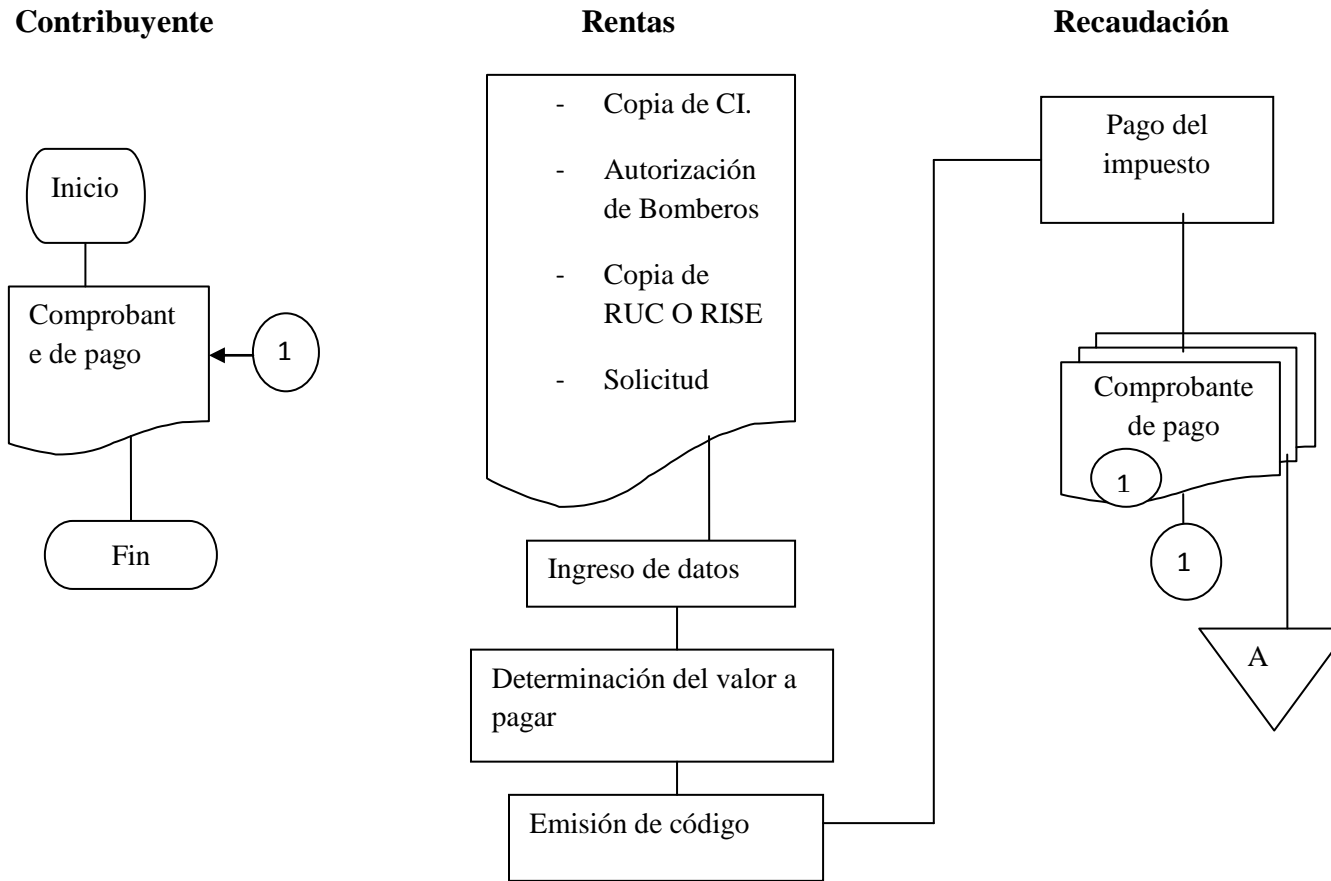 Contribuyente
Inicio
Comprobant
e de pago
1
Fin
Rentas
- Copia de CI.
- Autorización
de Bomberos
- Copia de
RUC O RISE
- Solicitud
Ingreso de datos
Determinación del valor a
pagar
Emisión de código
Recaudación
Pago del
impuesto
Comprobante
de pago
1
1
A